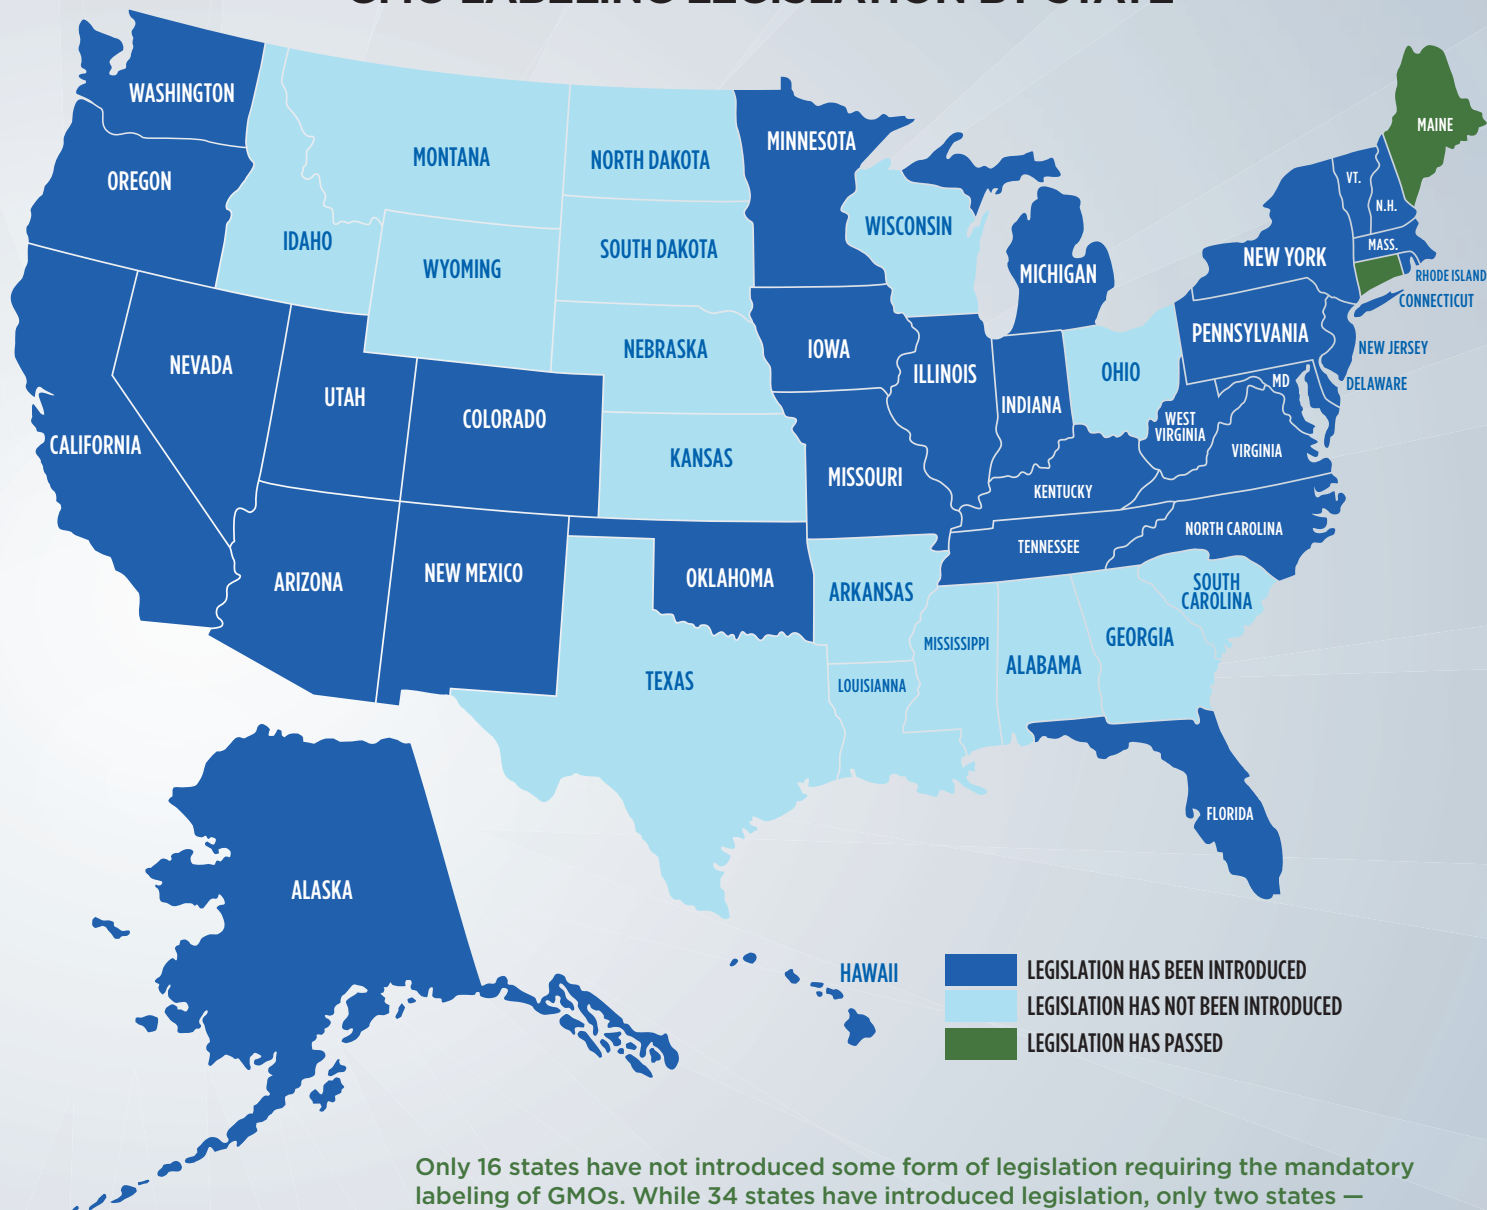 GMO LABELING LEGISLATION BY STATE
WASHINGTON
OREGON
MONTANA
NORTH DAKOTA
MINNESOTA
MAINE
VT.
N.H.
IDAHO
WYOMING
SOUTH DAKOTA
WISCONSIN
MICHIGAN
NEW YORK
MASS.
RHODE ISLAND
CONNECTICUT
NEVADA
UTAH
COLORADO
NEBRASKA
IOWA
ILLINOIS
INDIANA
OHIO
PENNSYLVANIA
NEW JERSEY
MD
DELAWARE
CALIFORNIA
KANSAS
MISSOURI
KENTUCKY
WEST
VIRGINIA
VIRGINIA
ARIZONA
NEW MEXICO
OKLAHOMA
ARKANSAS
TENNESSEE
NORTH CAROLINA
SOUTH
CAROLINA
TEXAS
LOUISIANNA
MISSISSIPPI
ALABAMA
GEORGIA
FLORIDA
ALASKA
HAWAII
LEGISLATION HAS BEEN INTRODUCED
LEGISLATION HAS NOT BEEN INTRODUCED
LEGISLATION HAS PASSED
Only 16 states have not introduced some form of legislation requiring the mandatory
labeling of GMOs. While 34 states have introduced legislation, only two states —